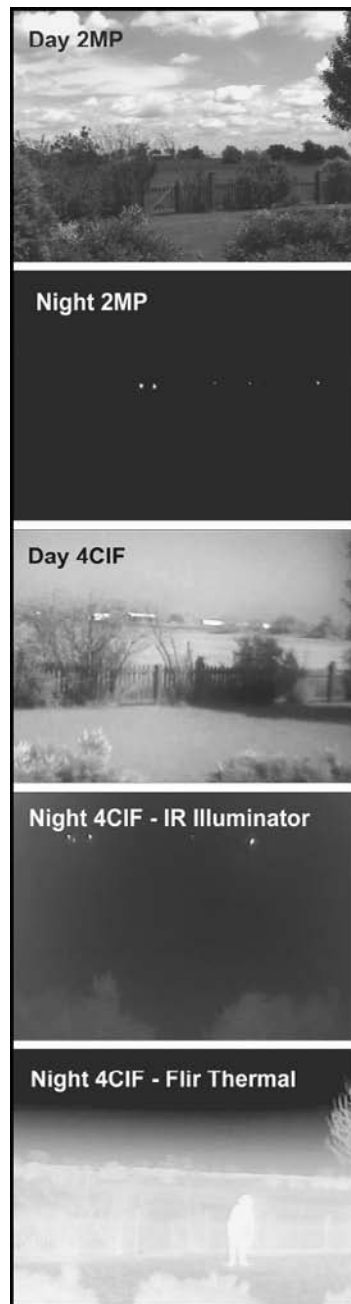 Day 2MP
Night 2MP
Day 4CIF
Night 4CIF - IR Illuminator
Night 4CIF - Flir Thermal